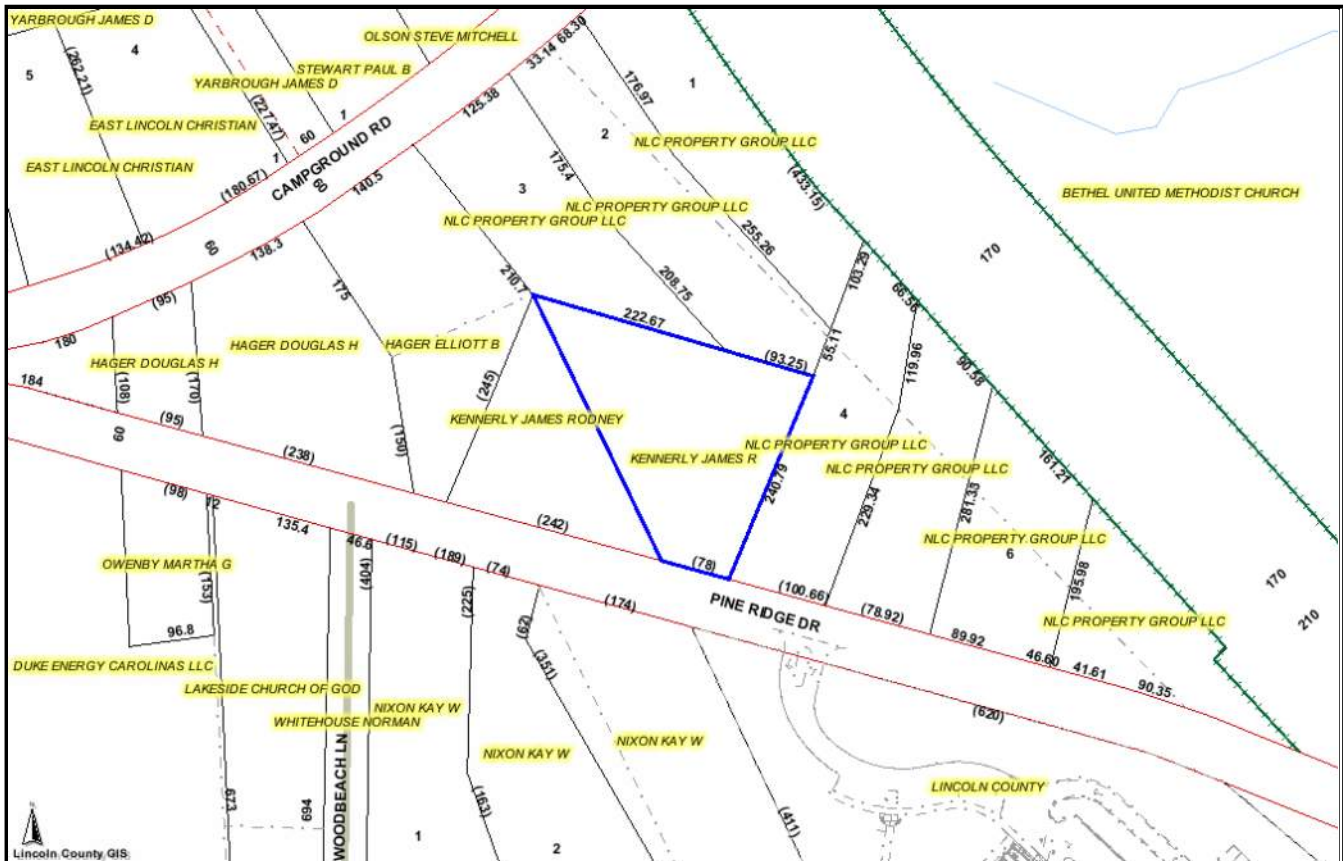 YARBROUGH JAMES D
4
5
(262.21)
OLSON STEVE MITCHELL
STEWART PAUL B
YARBROUGH JAMES D
(227.47)
EAST LINCOLN CHRISTIAN
EAST LINCOLN CHRISTIAN
1
60
1
33.14
68.30
125.38
CAMPGROUND RD
60
140.5
(180.67)
(134.42)
60
138.3
(95)
180
176.97
1
2
NLC PROPERTY GROUP LLC
175.4
3
NLC PROPERTY GROUP LLC
NLC PROPERTY GROUP LLC
(433.15)
170
BETHEL UNITED METHODIST CHURCH
255.26
208.75
210.7
175
103.29
66.56
222.67
(93.25)
55.11
119.96
90.58
HAGER DOUGLAS H
HAGER ELLIOTT B
HAGER DOUGLAS H
184
(108)
(170)
60
(95)
(245)
(150)
KENNERLY JAMES RODNEY
KENNERLY JAMES R
4
NLC PROPERTY GROUP LLC
NLC PROPERTY GROUP LLC
240.79
229.34
281.33
161.21
(238)
(242)
(78)
NLC PROPERTY GROUP LLC
6
195.98
170
210
NLC PROPERTY GROUP LLC
(98)
12
135.4
46.6
(115)
(189)
(74)
(174)
PINE RIDGE DR
(100.66)
(78.92)
89.92
46.60
41.61
90.35
OWENBY MARTHA G
(153)
(404)
(225)
(62)
(351)
96.8
DUKE ENERGY CAROLINAS LLC
LAKESIDE CHURCH OF GOD
WHITEHOUSE NORMAN
NIXON KAY W
NIXON KAY W
NIXON KAY W
(620)
LINCOLN COUNTY
673
694
WOODBEACH LN
(163)
(411)
1
2
N
Lincoln County GIS